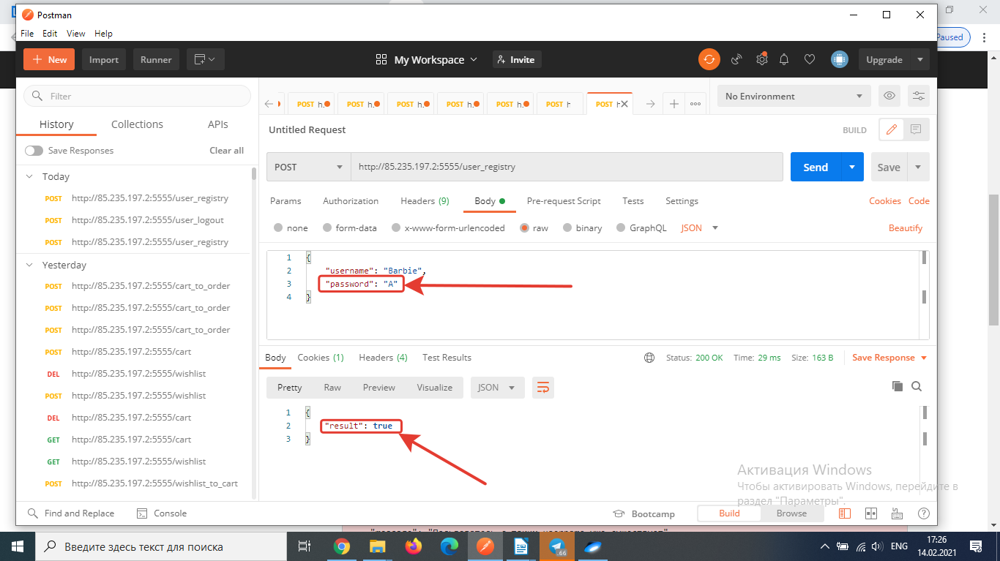 Postman
File Edit View Help
Paused
New Import Runner My Workspace Invite Upgrade
Filter
POST h. POST h. POST h. POST h. POST h. POST h POST h No Environment
History Collections APIs
Untitled Request BUILD
Save Responses Clear all
POST http://85.235.197.2:5555/user_registry Send Save
Today
POST http://85.235.197.2:5555/user_registry
POST http://85.235.197.2:5555/user_logout
POST http://85.235.197.2:5555/user_registry
Yesterday
POST http://85.235.197.2:5555/cart_to_order
POST http://85.235.197.2:5555/cart_to_order
POST http://85.235.197.2:5555/cart_to_order
POST http://85.235.197.2:5555/cart
DEL http://85.235.197.2:5555/wishlist
POST http://85.235.197.2:5555/wishlist
DEL http://85.235.197.2:5555/cart
GET http://85.235.197.2:5555/cart
GET http://85.235.197.2:5555/wishlist
POST http://85.235.197.2:5555/wishlist_to_cart
Params Authorization Headers (9) Body Pre-request Script Tests Settings Cookies Code
none form-data x-www-form-urlencoded raw binary GraphQL JSON Beautify
1 {
2 "username": "Barbie",
3 "password": "A"
4 }
Body Cookies (1) Headers (4) Test Results Status: 200 OK Time: 29 ms Size: 163 B Save Response
Pretty Raw Preview Visualize JSON
1 {
2 "result": true
3 }
Активация Windows
Чтобы активировать Windows, перейдите в
раздел "Параметры".
Find and Replace Console Bootcamp Build Browse
Введите здесь текст для поиска .66 ENG 17:26
14.02.2021